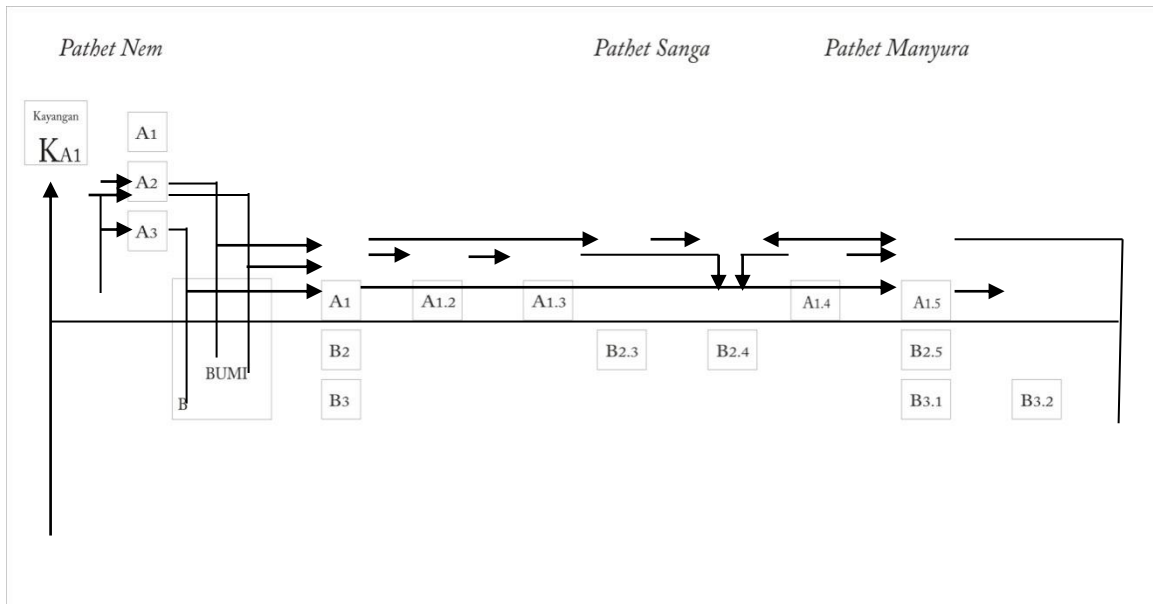 Pathet Nem
Pathet Sanga
Pathet Manyura
Kayangan
KA1
A1
A2
A3
BUMI
B
A1
A1.2
A1.3
A1.4
A1.5
B2
B2.3
B2.4
B2.5
B3
B3.1
B3.2